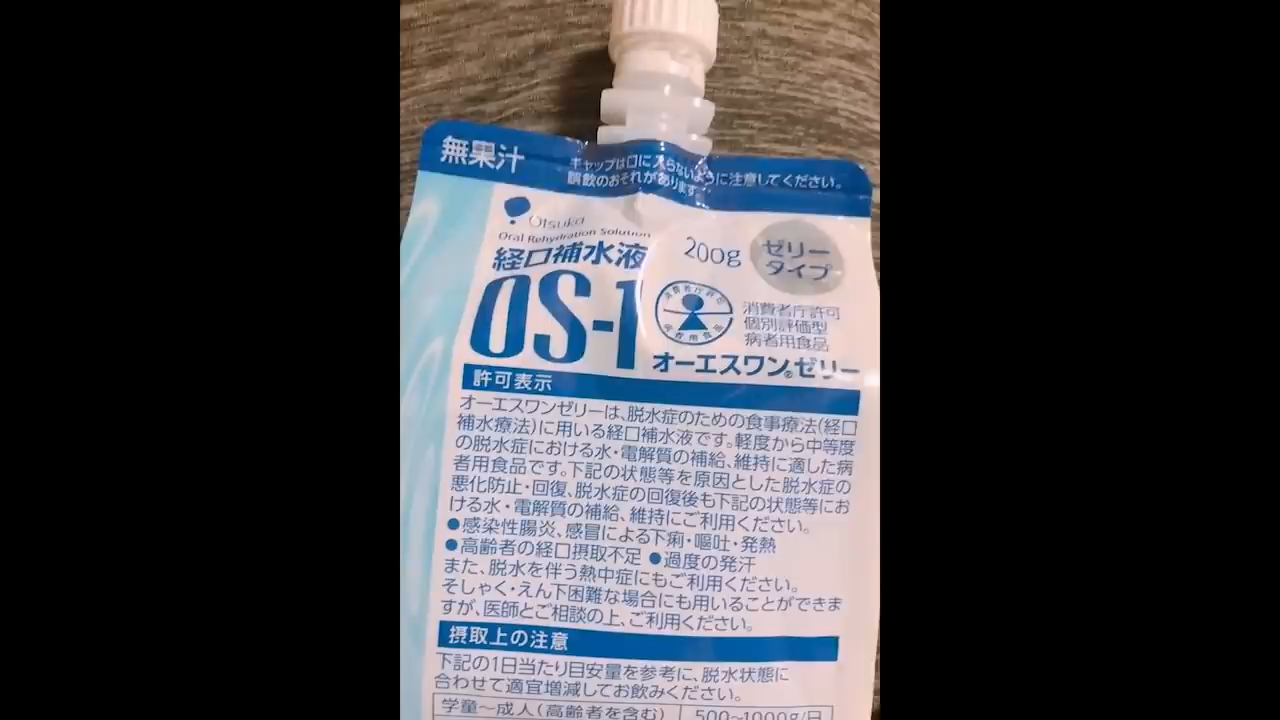 無果汁
キャップは口に入らないように注意してください。
誤飲のおそれがあります。
Otsuka
Oral Rehydration Solution
経口補水液
OS-1
200g
ゼリー
タイプ
消費者庁許可
病者用食品
消費者庁許可
個別評価型
病者用食品
オーエスワン®ゼリー
許可表示
オーエスワンゼリーは、脱水症のための食事療法(経口
補水療法)に用いる経口補水液です。軽度から中等度
の脱水症における水・電解質の補給、維持に適した病
者用食品です。下記の状態等を原因とした脱水症の
悪化防止・回復、脱水症の回復後も下記の状態等にお
ける水・電解質の補給、維持にご利用ください。
●感染性腸炎、感冒による下痢・嘔吐・発熱
●高齢者の経口摂取不足 ●過度の発汗
また、脱水を伴う熱中症にもご利用ください。
そしゃく・えん下困難な場合にも用いることができま
すが、医師とご相談の上、ご利用ください。
摂取上の注意
下記の1日当たり目安量を参考に、脱水状態に
合わせて適宜増減してお飲みください。
学童～成人(高齢者を含む) 500～1000g/日